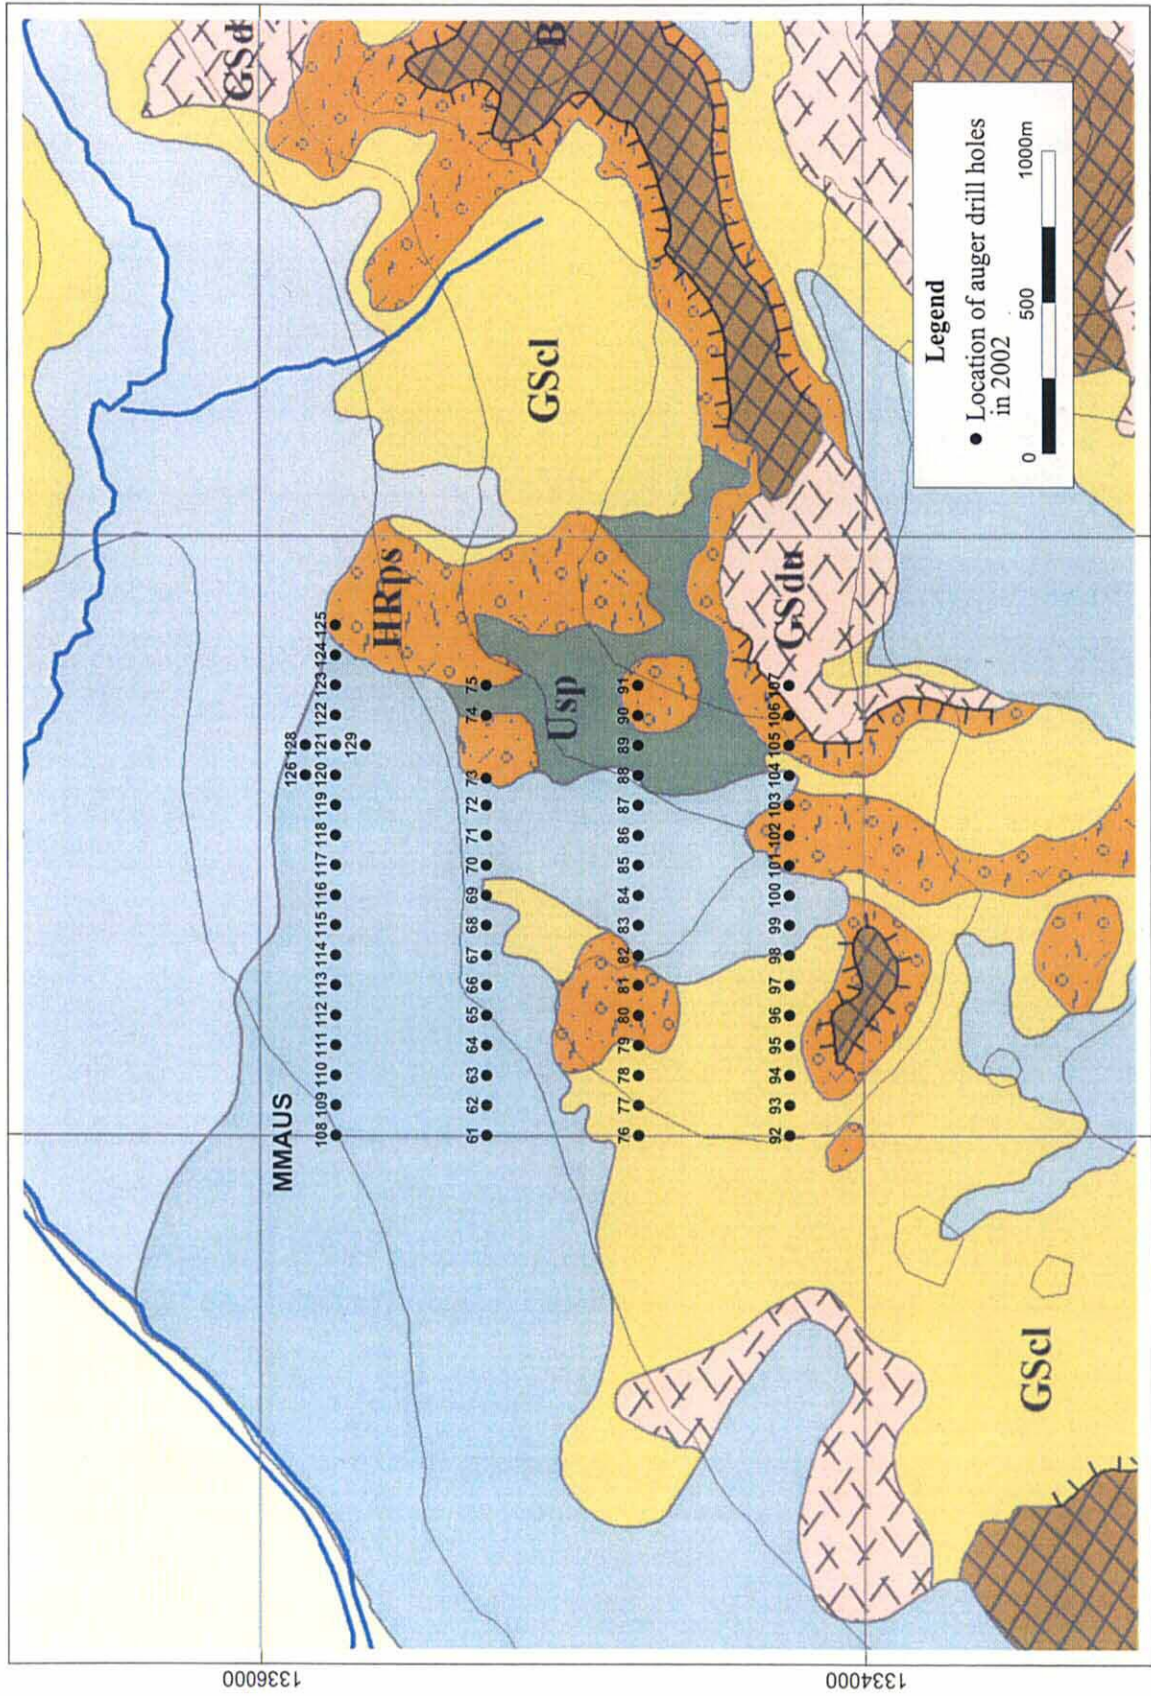 1336000
GSd
MMAUS
126 128
108 109 110 111 112 113 114 115 116 117 118 119 120 121 122 123 124 125
129
HRps
61 62 63 64 65 66 67 68 69 70 71 72 73 74 75
GScl
B
Usp
76 77 78 79 80 81 82 83 84 85 86 87 88 89 90 91
92 93 94 95 96 97 98 99 100 101 102 103 104 105 106 107
GSdu
1334000
Legend
Location of auger drill holes
in 2002
0 500 1000m
GScl